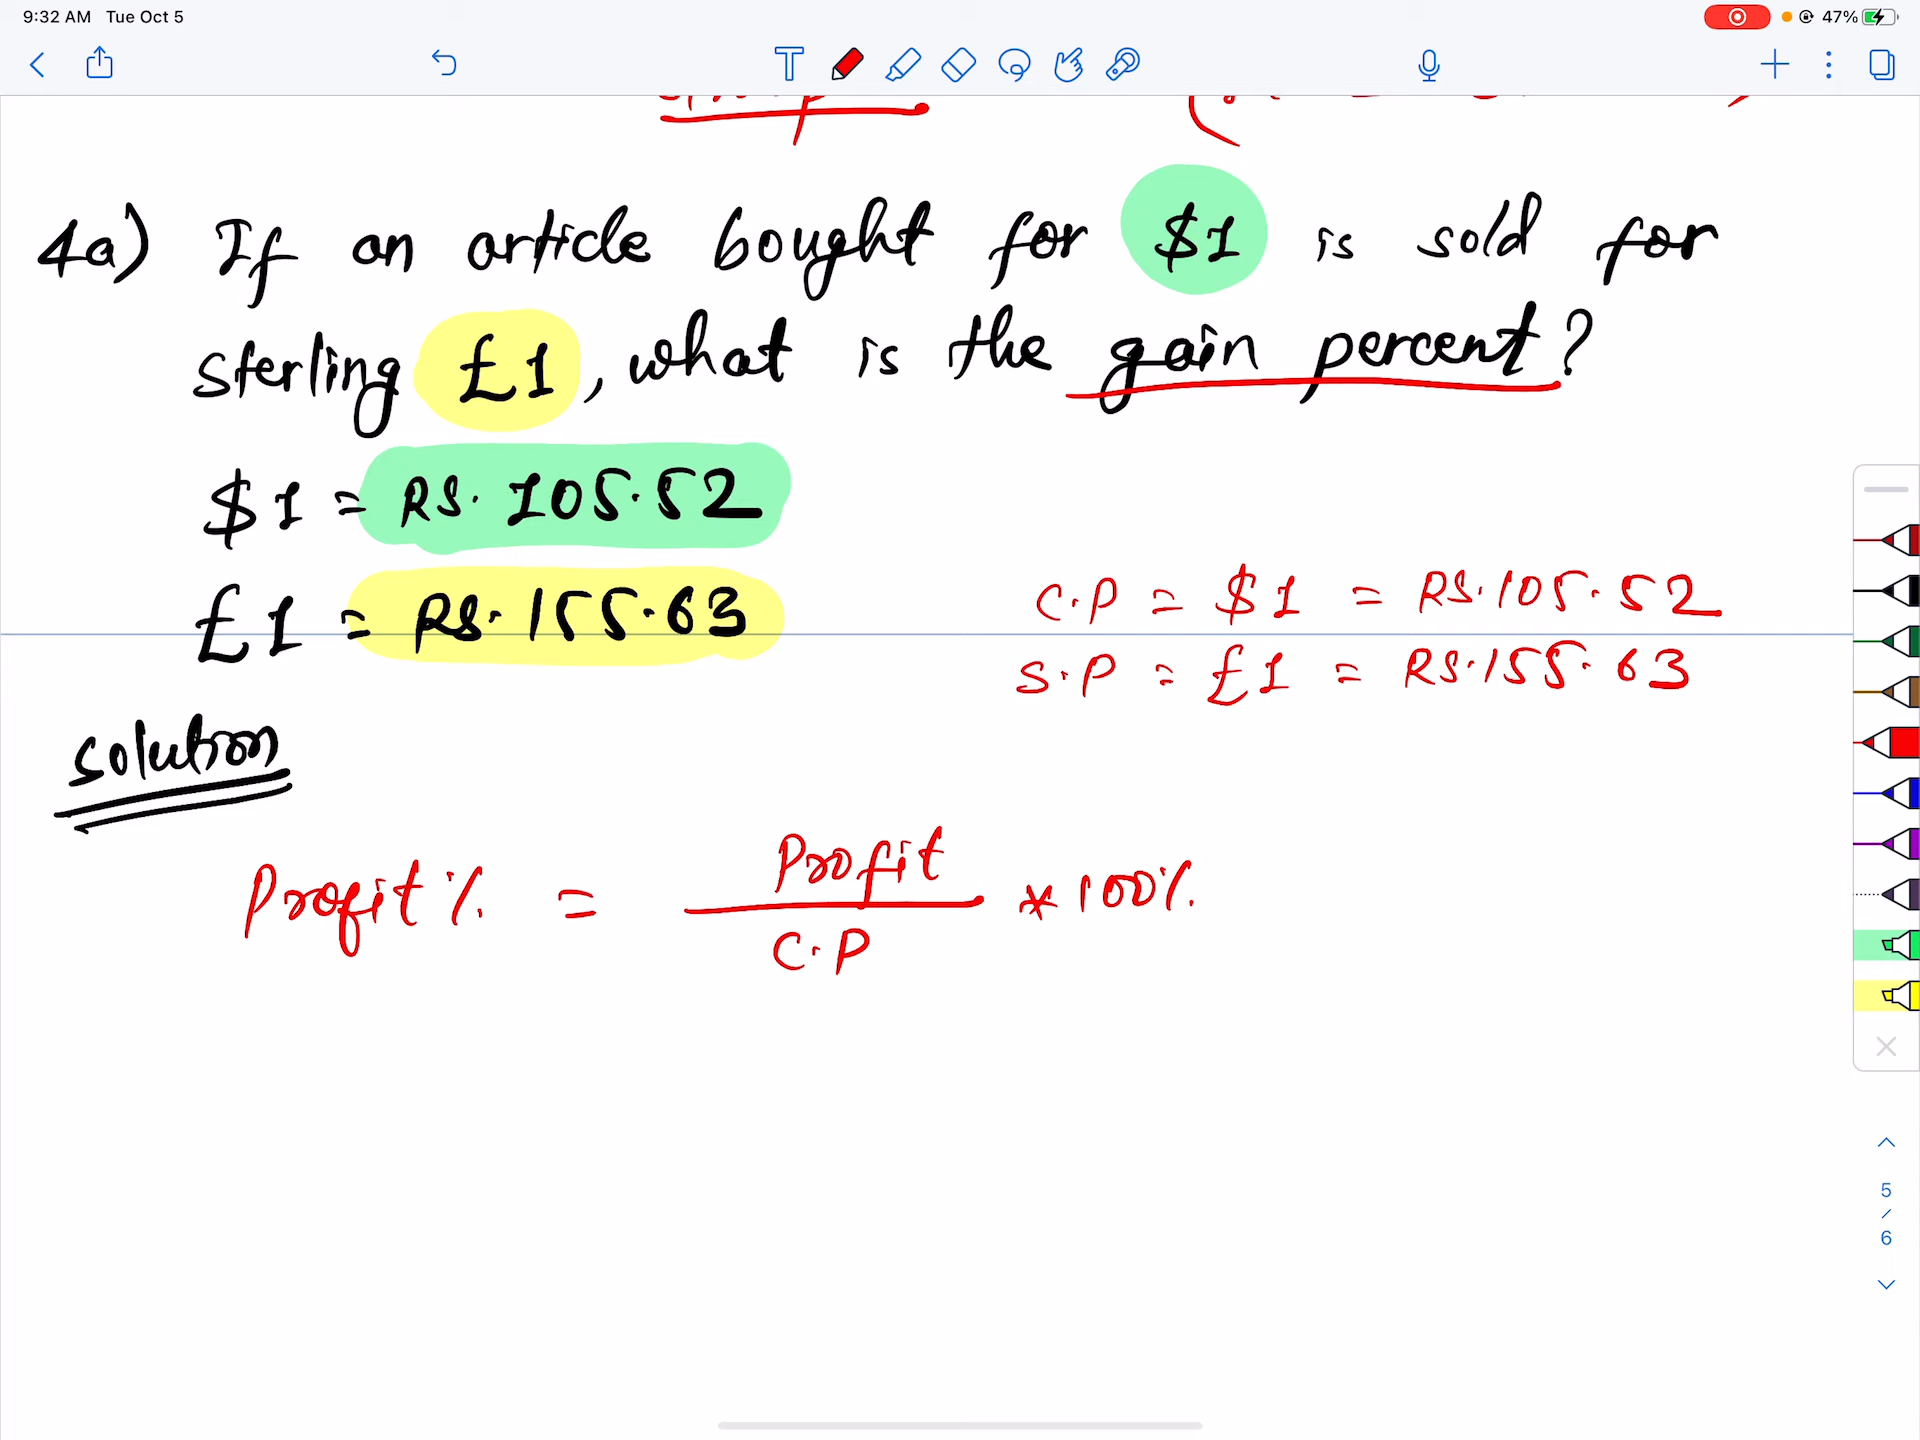 9:32 AM Tue Oct 5
47%
4a) If an article bought for $1 is sold for
sterling £1, what is the gain percent?
$1 = RS. 105.52
£1 = RS. 155.63
C.P = $1 = RS.105.52
S.P = £1 = RS.155.63
solution
Profit % = Profit / C.P * 100%
5
/
6